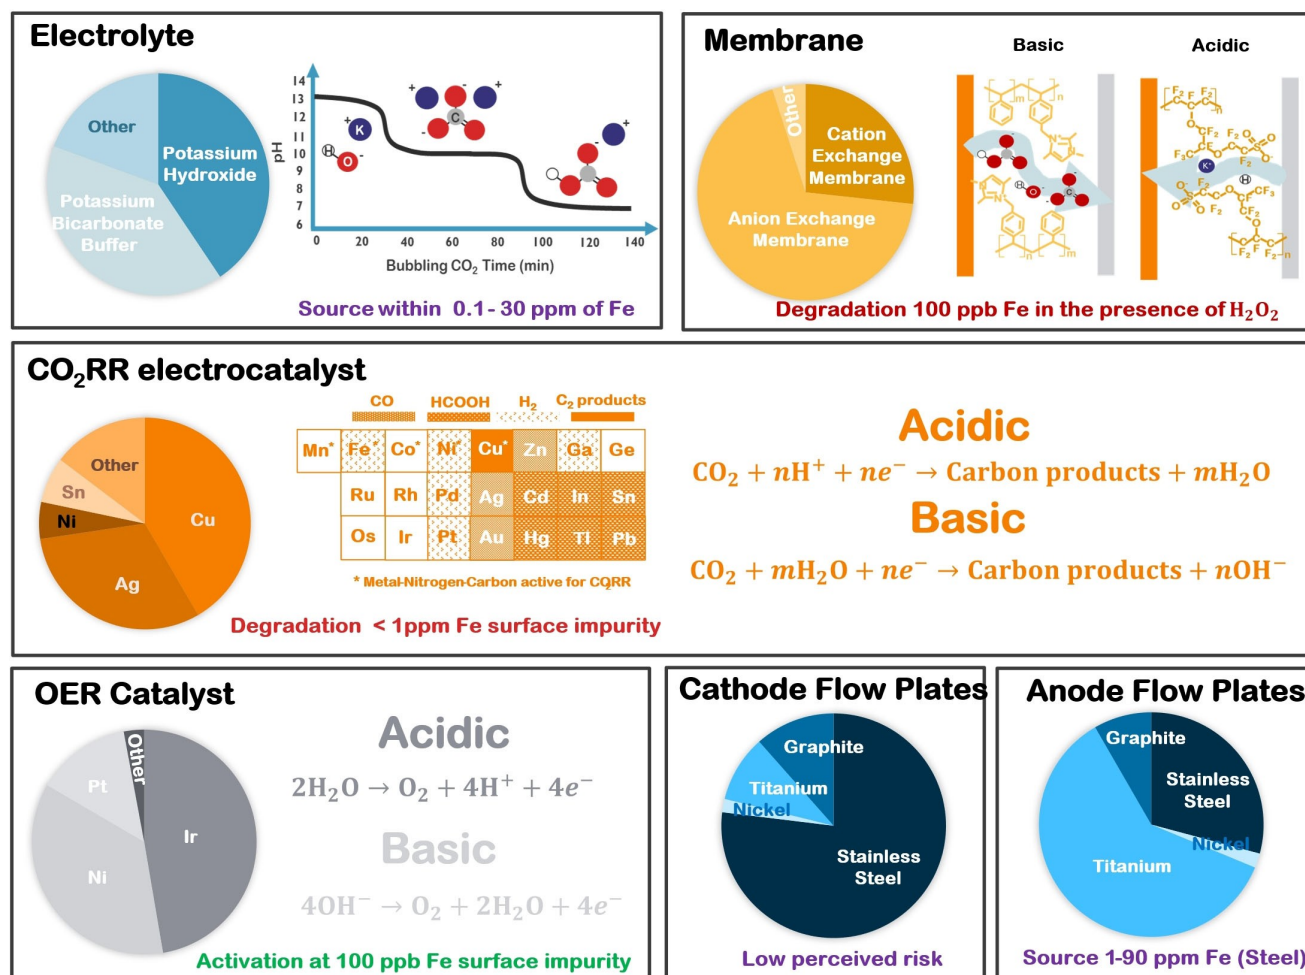 Electrolyte
Other
Potassium
Hydroxide
Potassium
Bicarbonate
Buffer
pH
14
13
12
11
10
9
8
7
6
0
20
40
60
80
100
120
140
K
+
H
O
-
+
-
+
C
-
+
-
Bubbling CO₂ Time (min)
Source within 0.1 - 30 ppm of Fe
Membrane
Other
Cation
Exchange
Membrane
Anion Exchange
Membrane
Basic
Acidic
K⁺
H
Degradation 100 ppb Fe in the presence of H₂O₂
CO₂RR electrocatalyst
Other
Sn
Ni
Cu
Ag
CO
HCOOH
H₂
C₂ products
Mn* Fe* Co* Ni* Cu* Zn Ga Ge
Ru Rh Pd Ag Cd In Sn
Os Ir Pt Au Hg Tl Pb
* Metal-Nitrogen-Carbon active for CO₂RR
Degradation < 1ppm Fe surface impurity
Acidic
CO₂ + nH⁺ + ne⁻ → Carbon products + mH₂O
Basic
CO₂ + mH₂O + ne⁻ → Carbon products + nOH⁻
OER Catalyst
Other
Pt
Ir
Ni
Acidic
2H₂O → O₂ + 4H⁺ + 4e⁻
Basic
4OH⁻ → O₂ + 2H₂O + 4e⁻
Activation at 100 ppb Fe surface impurity
Cathode Flow Plates
Graphite
Titanium
Nickel
Stainless
Steel
Low perceived risk
Anode Flow Plates
Graphite
Stainless
Steel
Nickel
Titanium
Source 1-90 ppm Fe (Steel)